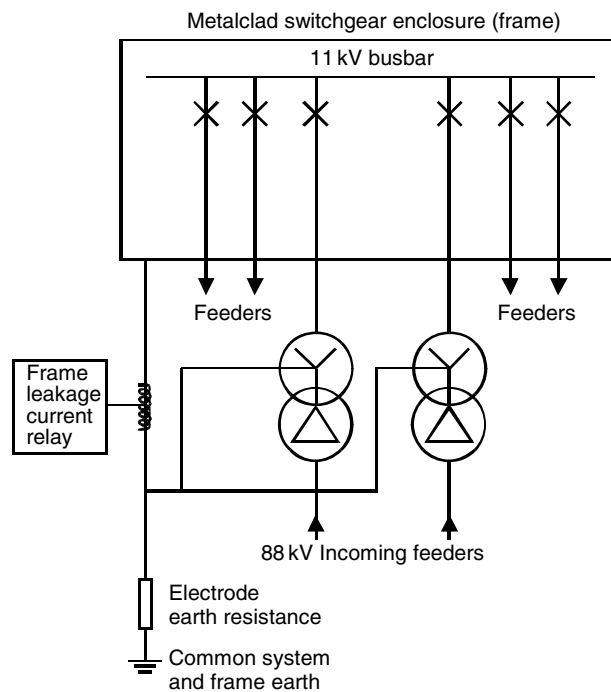 Metalclad switchgear enclosure (frame)
11 kV busbar
Feeders
Feeders
Frame
leakage
current
relay
88 kV Incoming feeders
Electrode
earth resistance
Common system
and frame earth